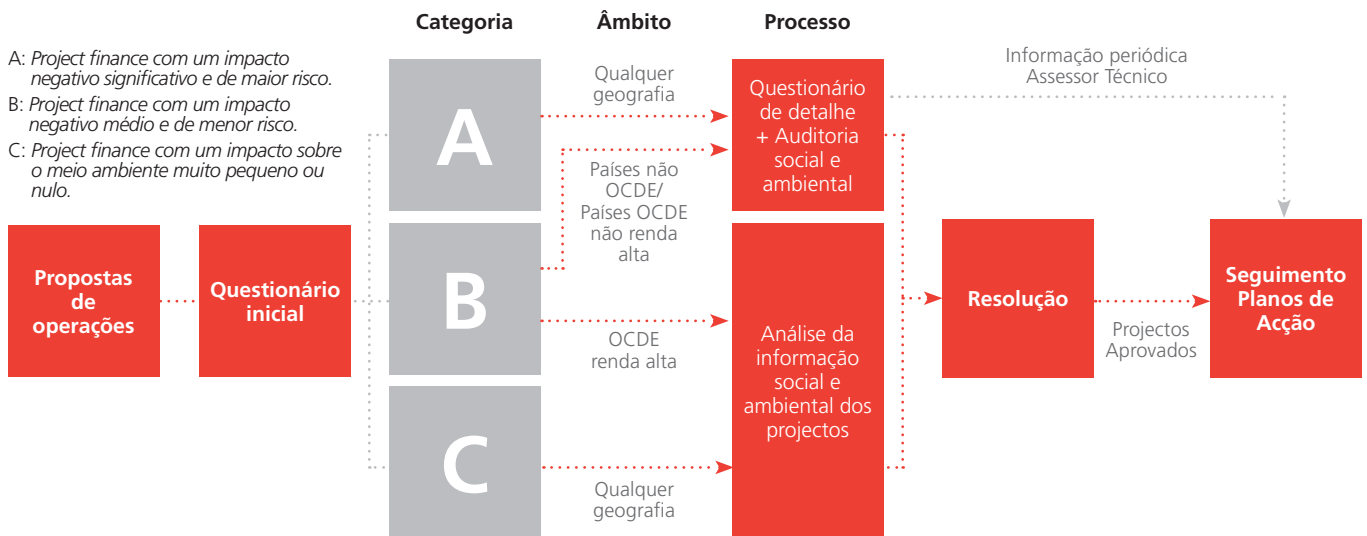 Categoria
Âmbito
Processo
A: Project finance com um impacto
negativo significativo e de maior risco.
B: Project finance com um impacto
negativo médio e de menor risco.
C: Project finance com um impacto sobre
o meio ambiente muito pequeno ou
nulo.
Propostas
de
operações
Questionário
inicial
A
B
C
Qualquer
geografia
Países não
OCDE/
Países OCDE
não renda
alta
OCDE
renda alta
Qualquer
geografia
Questionário
de detalhe
+ Auditoria
social e
ambiental
Análise da
informação
social e
ambiental dos
projectos
Informação periódica
Assessor Técnico
Resolução
Projectos
Aprovados
Seguimento
Planos de
Acção